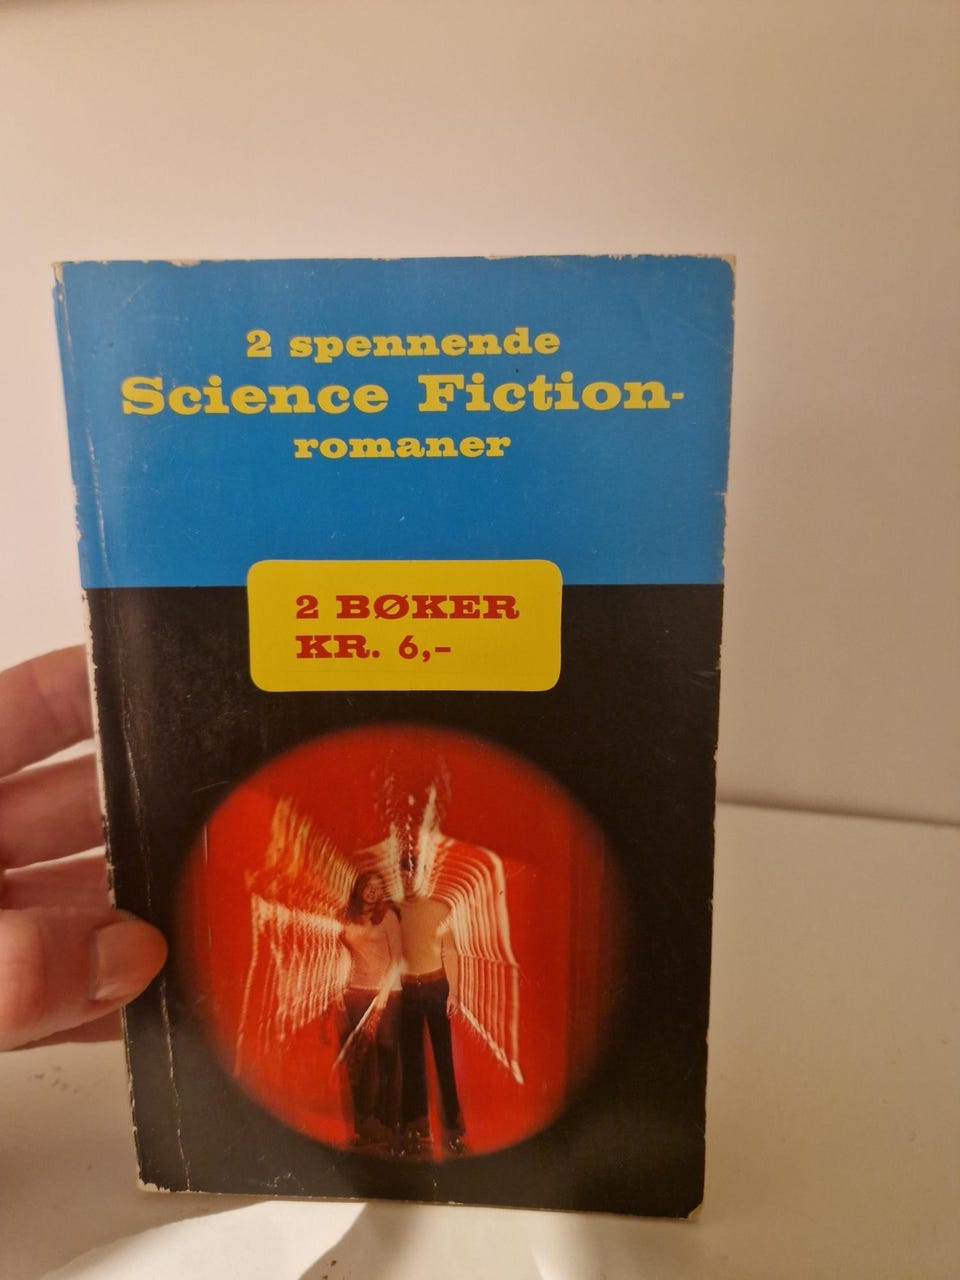 2 spennende
Science Fiction-
romaner
2 BØKER
KR. 6,-